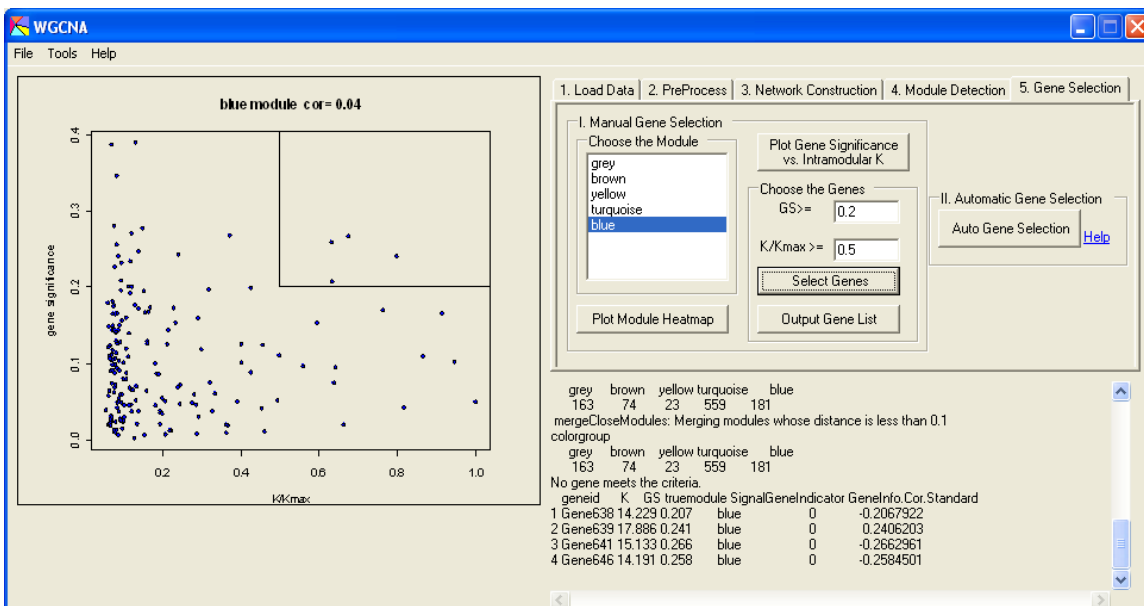 WGCNA
File Tools Help
blue module cor= 0.04
gene significance
0.4
0.3
0.2
0.1
0.0
0.2 0.4 0.6 0.8 1.0
K/Kmax
1. Load Data 2. PreProcess 3. Network Construction 4. Module Detection 5. Gene Selection
I. Manual Gene Selection
Choose the Module
grey
brown
yellow
turquoise
blue
Plot Module Heatmap
Plot Gene Significance
vs. Intramodular K
Choose the Genes
GS>= 0.2
K/Kmax >= 0.5
Select Genes
Output Gene List
II. Automatic Gene Selection
Auto Gene Selection Help
grey brown yellow turquoise blue
163 74 23 559 181
mergeCloseModules: Merging modules whose distance is less than 0.1
colorgroup
grey brown yellow turquoise blue
163 74 23 559 181
No gene meets the criteria.
geneid K GS truemodule SignalGeneIndicator GeneInfo.Cor.Standard
1 Gene638 14.229 0.207 blue 0 -0.2067922
2 Gene639 17.886 0.241 blue 0 0.2406203
3 Gene641 15.133 0.266 blue 0 -0.2662961
4 Gene646 14.191 0.258 blue 0 -0.2584501